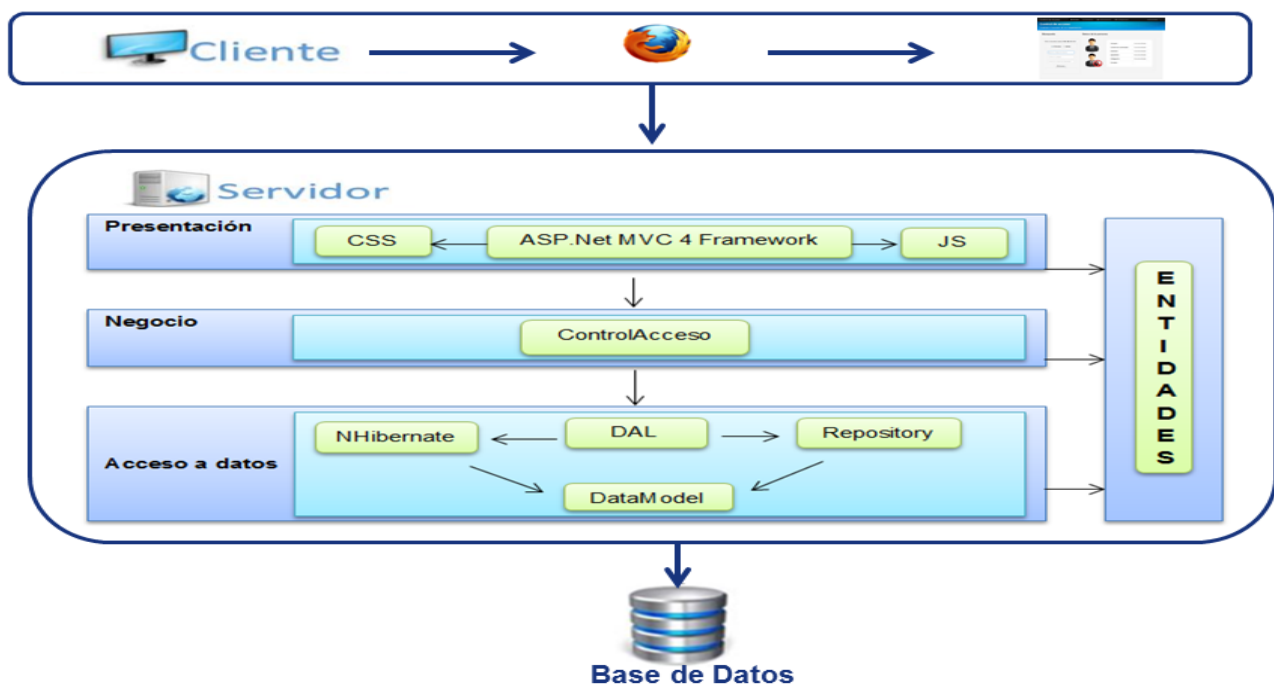 Cliente
Servidor
Presentación
CSS
ASP.Net MVC 4 Framework
JS
Negocio
ControlAcceso
Acceso a datos
NHibernate
DAL
Repository
DataModel
ENTIDADES
Base de Datos